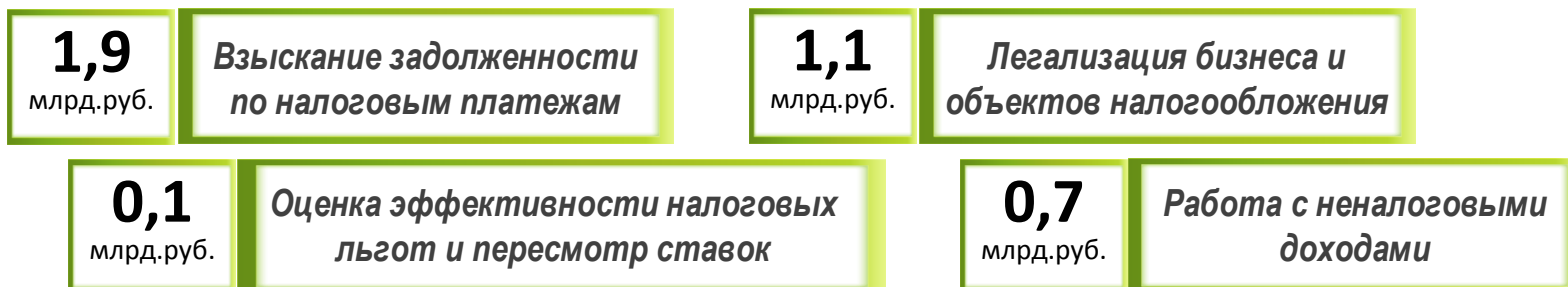 1,9
млрд.руб.
Взыскание задолженности
по налоговым платежам
1,1
млрд.руб.
Легализация бизнеса и
объектов налогообложения
0,1
млрд.руб.
Оценка эффективности налоговых
льгот и пересмотр ставок
0,7
млрд.руб.
Работа с неналоговыми
доходами